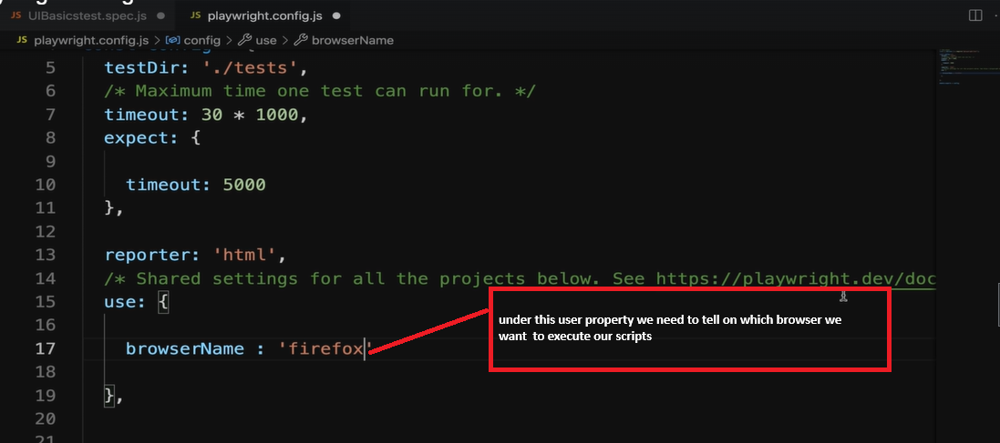 JS UIBasicstest.spec.js
JS playwright.config.js
JS playwright.config.js > config > use > browserName
5 testDir: './tests',
6 /* Maximum time one test can run for. */
7 timeout: 30 * 1000,
8 expect: {
9
10 timeout: 5000
11 },
12
13 reporter: 'html',
14 /* Shared settings for all the projects below. See https://playwright.dev/doc
15 use: {
16
17 browserName : 'firefox'
18
19 },
20
21
under this user property we need to tell on which browser we
want to execute our scripts